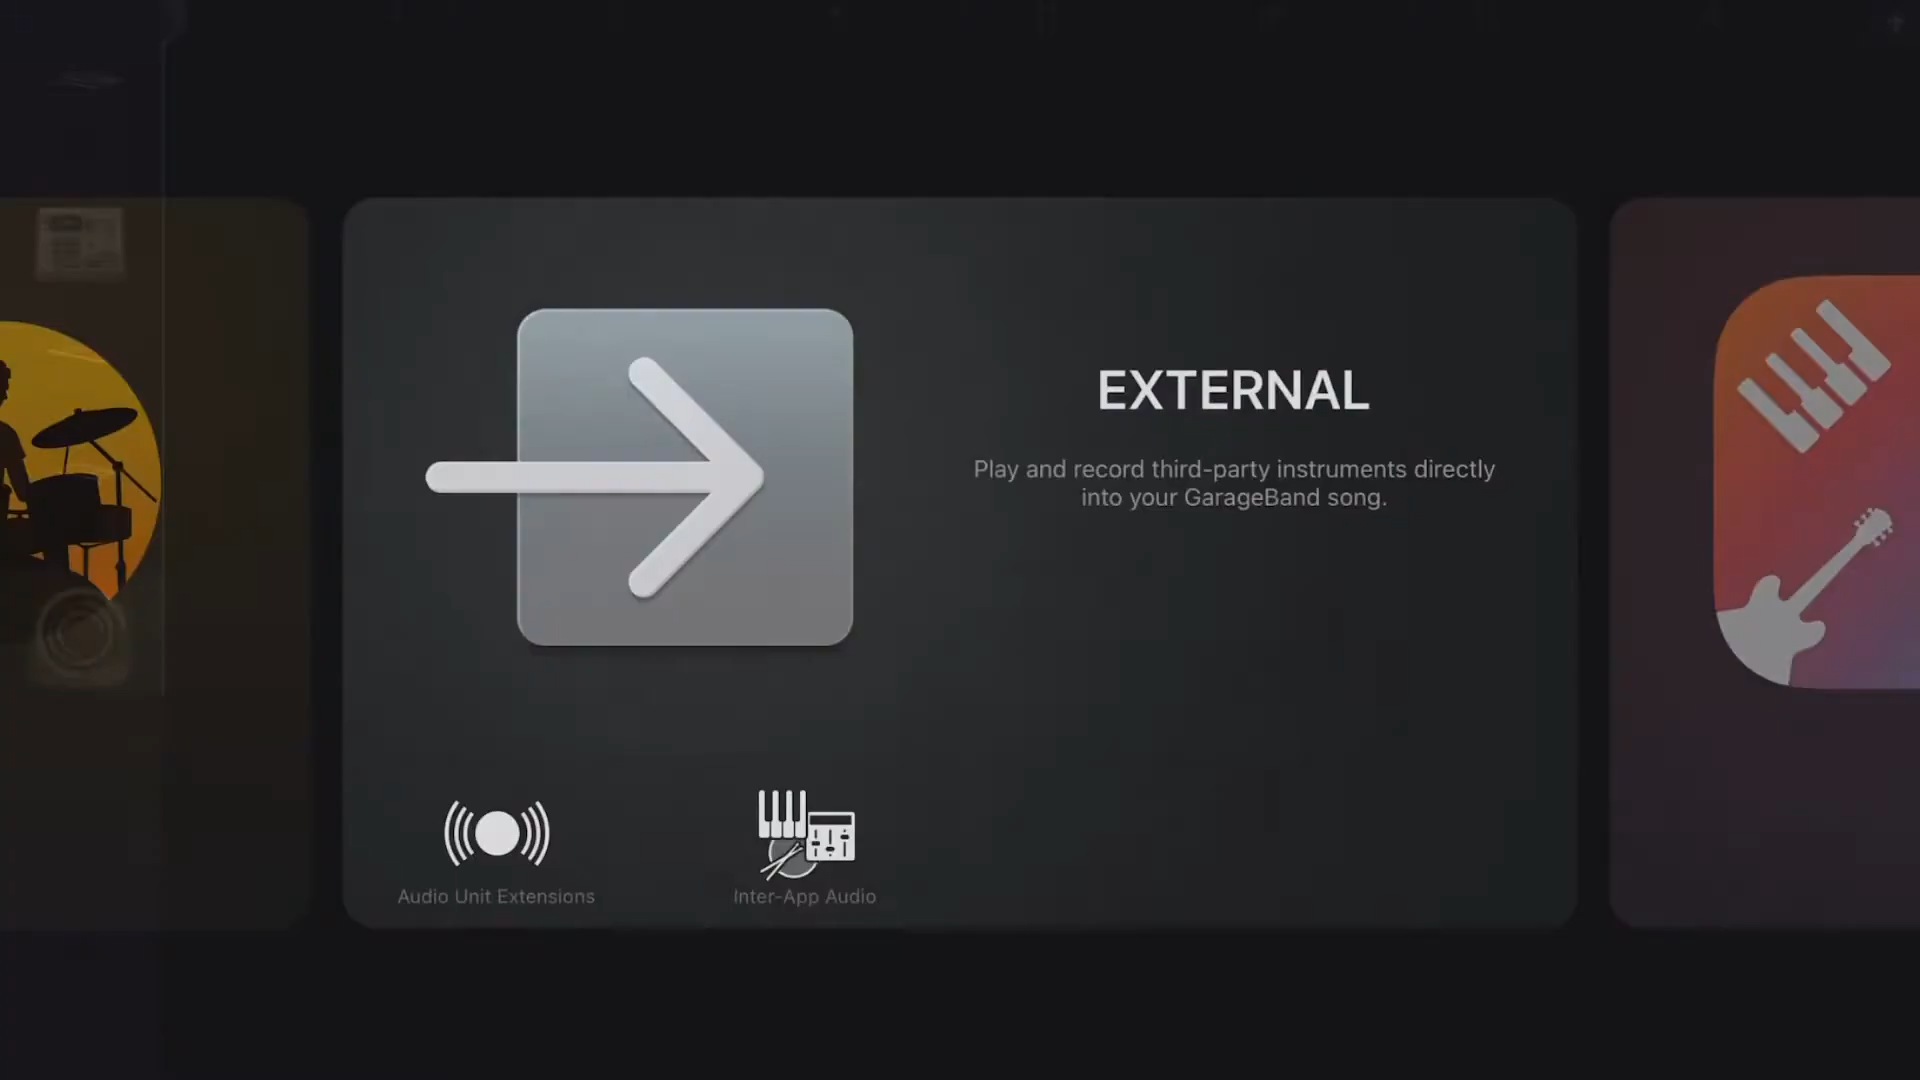 EXTERNAL
Play and record third-party instruments directly
into your GarageBand song.
Audio Unit Extensions
Inter-App Audio